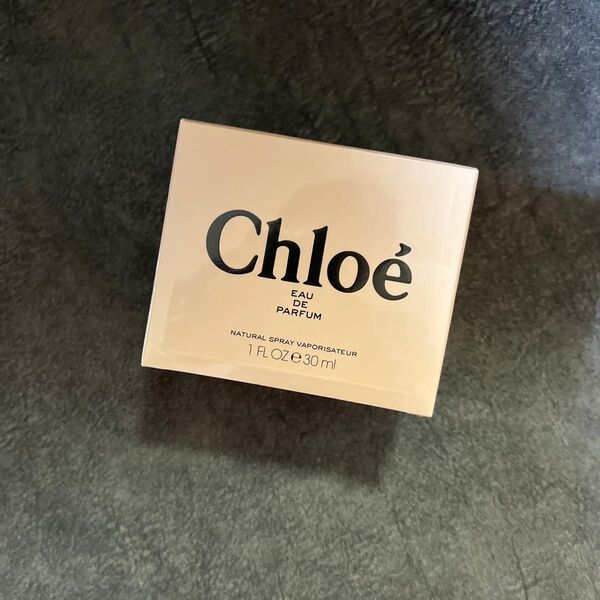 Chloé
EAU
DE
PARFUM
NATURAL SPRAY VAPORISATEUR
1 FL OZ ℮ 30 ml